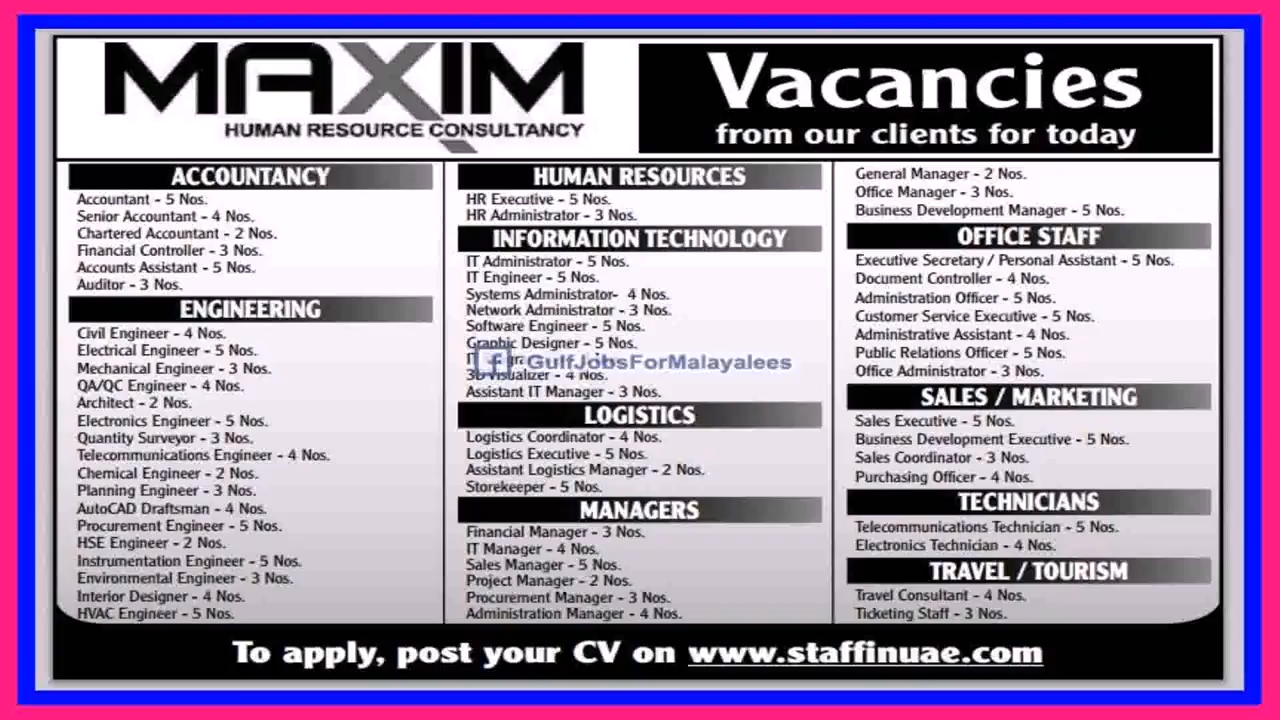 MAXIM
HUMAN RESOURCE CONSULTANCY
Vacancies
from our clients for today
ACCOUNTANCY
Accountant - 5 Nos.
Senior Accountant - 4 Nos.
Chartered Accountant - 2 Nos.
Financial Controller - 3 Nos.
Accounts Assistant - 5 Nos.
Auditor - 3 Nos.
ENGINEERING
Civil Engineer - 4 Nos.
Electrical Engineer - 5 Nos.
Mechanical Engineer - 3 Nos.
QA/QC Engineer - 4 Nos.
Architect - 2 Nos.
Electronics Engineer - 5 Nos.
Quantity Surveyor - 3 Nos.
Telecommunications Engineer - 4 Nos.
Chemical Engineer - 2 Nos.
Planning Engineer - 3 Nos.
AutoCAD Draftsman - 4 Nos.
Procurement Engineer - 5 Nos.
HSE Engineer - 2 Nos.
Instrumentation Engineer - 5 Nos.
Environmental Engineer - 3 Nos.
Interior Designer - 4 Nos.
HVAC Engineer - 5 Nos.
HUMAN RESOURCES
HR Executive - 5 Nos.
HR Administrator - 3 Nos.
INFORMATION TECHNOLOGY
IT Administrator - 5 Nos.
IT Engineer - 5 Nos.
Systems Administrator- 4 Nos.
Network Administrator - 3 Nos.
Software Engineer - 5 Nos.
Graphic Designer - 5 Nos.
GulfJobsForMalayalees
3D Visualizer - 4 Nos.
Assistant IT Manager - 3 Nos.
LOGISTICS
Logistics Coordinator - 4 Nos.
Logistics Executive - 5 Nos.
Assistant Logistics Manager - 2 Nos.
Storekeeper - 5 Nos.
MANAGERS
Financial Manager - 3 Nos.
IT Manager - 4 Nos.
Sales Manager - 5 Nos.
Project Manager - 2 Nos.
Procurement Manager - 3 Nos.
Administration Manager - 4 Nos.
General Manager - 2 Nos.
Office Manager - 3 Nos.
Business Development Manager - 5 Nos.
OFFICE STAFF
Executive Secretary / Personal Assistant - 5 Nos.
Document Controller - 4 Nos.
Administration Officer - 5 Nos.
Customer Service Executive - 5 Nos.
Administrative Assistant - 4 Nos.
Public Relations Officer - 5 Nos.
Office Administrator - 3 Nos.
SALES / MARKETING
Sales Executive - 5 Nos.
Business Development Executive - 5 Nos.
Sales Coordinator - 3 Nos.
Purchasing Officer - 4 Nos.
TECHNICIANS
Telecommunications Technician - 5 Nos.
Electronics Technician - 4 Nos.
TRAVEL / TOURISM
Travel Consultant - 4 Nos.
Ticketing Staff - 3 Nos.
To apply, post your CV on www.staffinuae.com